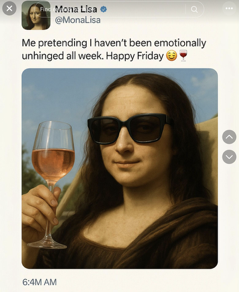 Mona Lisa
@MonaLisa
Me pretending I haven't been emotionally
unhinged all week. Happy Friday 😌🍷
6:4M AM